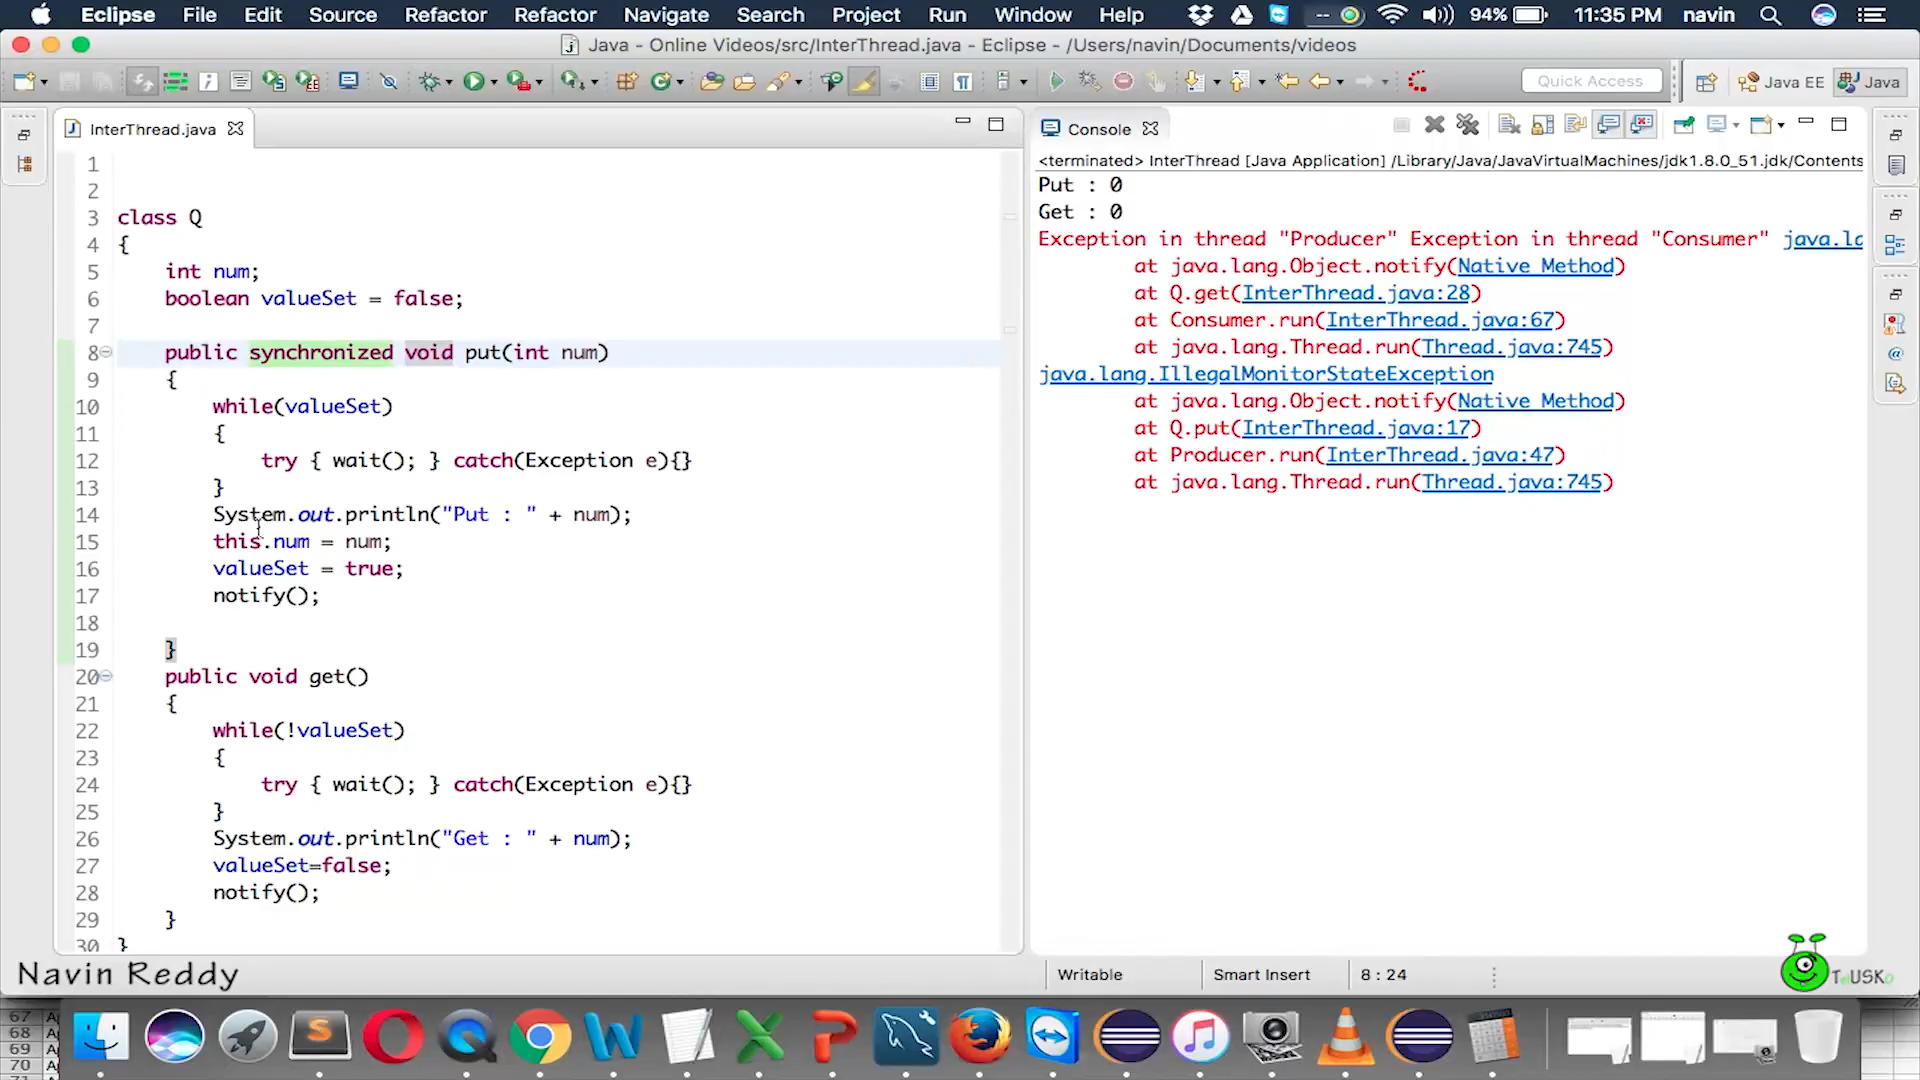 Eclipse File Edit Source Refactor Refactor Navigate Search Project Run Window Help -- 94% 11:35 PM navin
Java - Online Videos/src/InterThread.java - Eclipse - /Users/navin/Documents/videos
Quick Access Java EE Java
InterThread.java
1
2
3 class Q
4 {
5 int num;
6 boolean valueSet = false;
7
8 public synchronized void put(int num)
9 {
10 while(valueSet)
11 {
12 try { wait(); } catch(Exception e){}
13 }
14 System.out.println("Put : " + num);
15 this.num = num;
16 valueSet = true;
17 notify();
18
19 }
20 public void get()
21 {
22 while(!valueSet)
23 {
24 try { wait(); } catch(Exception e){}
25 }
26 System.out.println("Get : " + num);
27 valueSet=false;
28 notify();
29 }
30 }
Console
<terminated> InterThread [Java Application] /Library/Java/JavaVirtualMachines/jdk1.8.0_51.jdk/Contents
Put : 0
Get : 0
Exception in thread "Producer" Exception in thread "Consumer" java.la
at java.lang.Object.notify(Native Method)
at Q.get(InterThread.java:28)
at Consumer.run(InterThread.java:67)
at java.lang.Thread.run(Thread.java:745)
java.lang.IllegalMonitorStateException
at java.lang.Object.notify(Native Method)
at Q.put(InterThread.java:17)
at Producer.run(InterThread.java:47)
at java.lang.Thread.run(Thread.java:745)
Navin Reddy
Writable Smart Insert 8 : 24
67
68
69
70